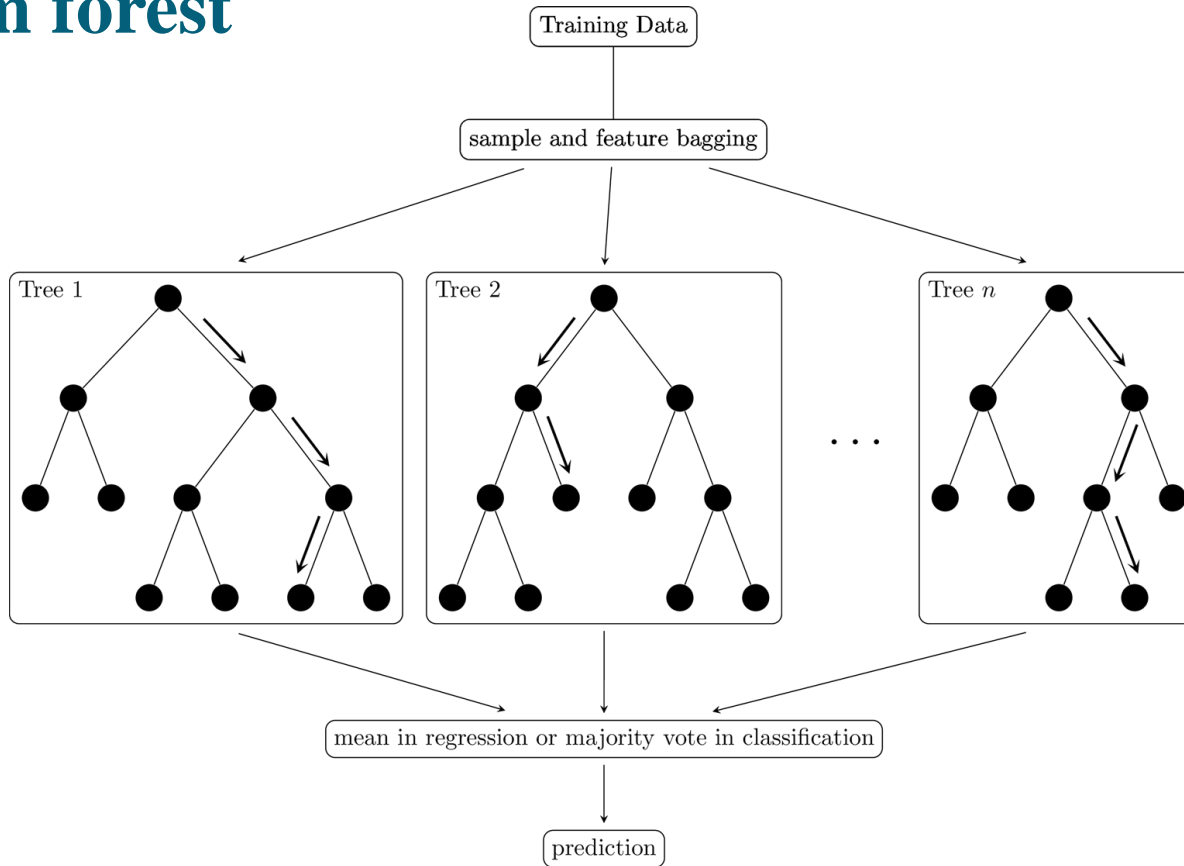 forest
Training Data
sample and feature bagging
Tree 1
Tree 2
Tree n
. . .
mean in regression or majority vote in classification
prediction